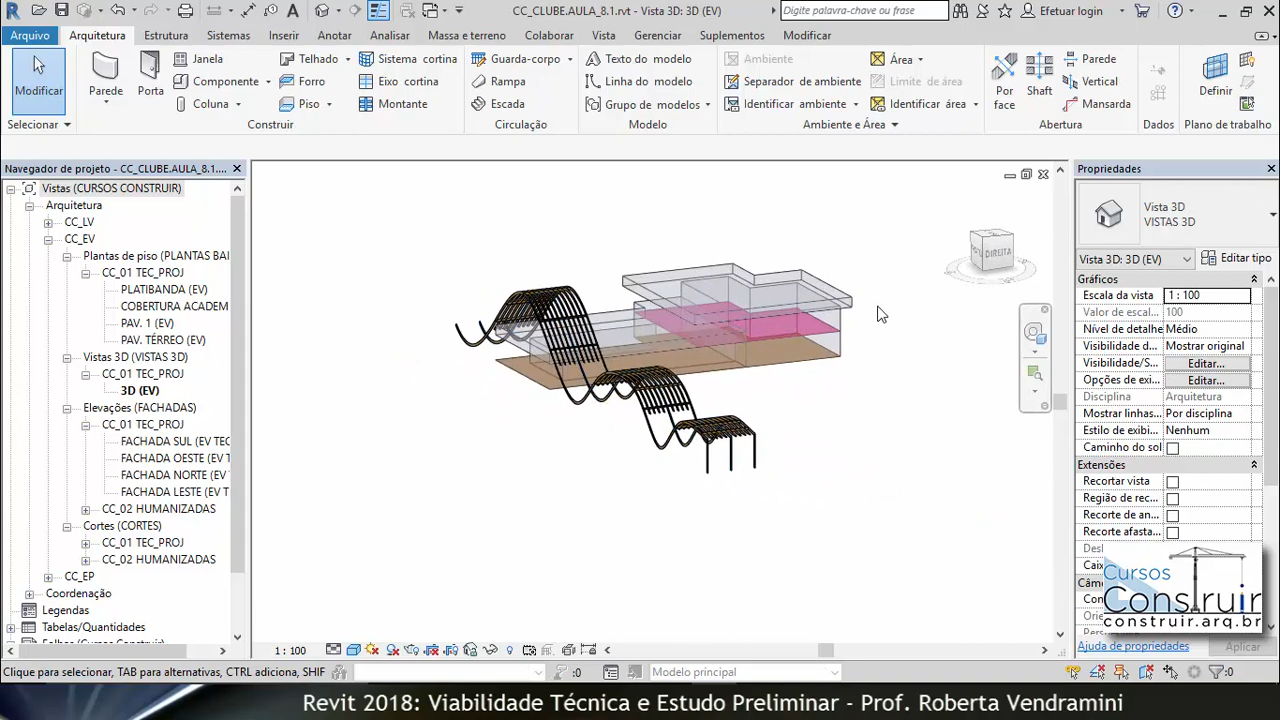 CC_CLUBE.AULA_8.1.rvt - Vista 3D: 3D (EV)
Digite palavra-chave ou frase
Efetuar login
Arquivo Arquitetura Estrutura Sistemas Inserir Anotar Analisar Massa e terreno Colaborar Vista Gerenciar Suplementos Modificar
Modificar
Selecionar
Parede
Porta
Janela
Componente
Coluna
Telhado
Forro
Piso
Sistema cortina
Eixo cortina
Montante
Construir
Guarda-corpo
Rampa
Escada
Circulação
Texto do modelo
Linha do modelo
Grupo de modelos
Modelo
Ambiente
Separador de ambiente
Identificar ambiente
Área
Limite de área
Identificar área
Ambiente e Área
Por face
Shaft
Parede
Vertical
Mansarda
Abertura
Dados
Definir
Plano de trabalho
Navegador de projeto - CC_CLUBE.AULA_8.1....
Vistas (CURSOS CONSTRUIR)
Arquitetura
CC_LV
CC_EV
Plantas de piso (PLANTAS BAI
CC_01 TEC_PROJ
PLATIBANDA (EV)
COBERTURA ACADEM
PAV. 1 (EV)
PAV. TÉRREO (EV)
Vistas 3D (VISTAS 3D)
CC_01 TEC_PROJ
3D (EV)
Elevações (FACHADAS)
CC_01 TEC_PROJ
FACHADA SUL (EV TEC
FACHADA OESTE (EV T
FACHADA NORTE (EV T
FACHADA LESTE (EV T
CC_02 HUMANIZADAS
Cortes (CORTES)
CC_01 TEC_PROJ
CC_02 HUMANIZADAS
CC_EP
Coordenação
Legendas
Tabelas/Quantidades
DIREITA
Propriedades
Vista 3D
VISTAS 3D
Vista 3D: 3D (EV)
Editar tipo
Gráficos
Escala da vista 1 : 100
Valor de escal... 100
Nível de detalhe Médio
Visibilidade d... Mostrar original
Visibilidade/S... Editar...
Opções de exi... Editar...
Disciplina Arquitetura
Mostrar linhas... Por disciplina
Estilo de exibi... Nenhum
Caminho do sol
Extensões
Recortar vista
Região de rec...
Recorte de an...
Recorte afasta...
Ajuda de propriedades
Aplicar
Cursos
Construir
construir.arq.br
1 : 100
Clique para selecionar, TAB para alternativas, CTRL adiciona, SHIF
:0
Modelo principal
:0
Revit 2018: Viabilidade Técnica e Estudo Preliminar - Prof. Roberta Vendramini